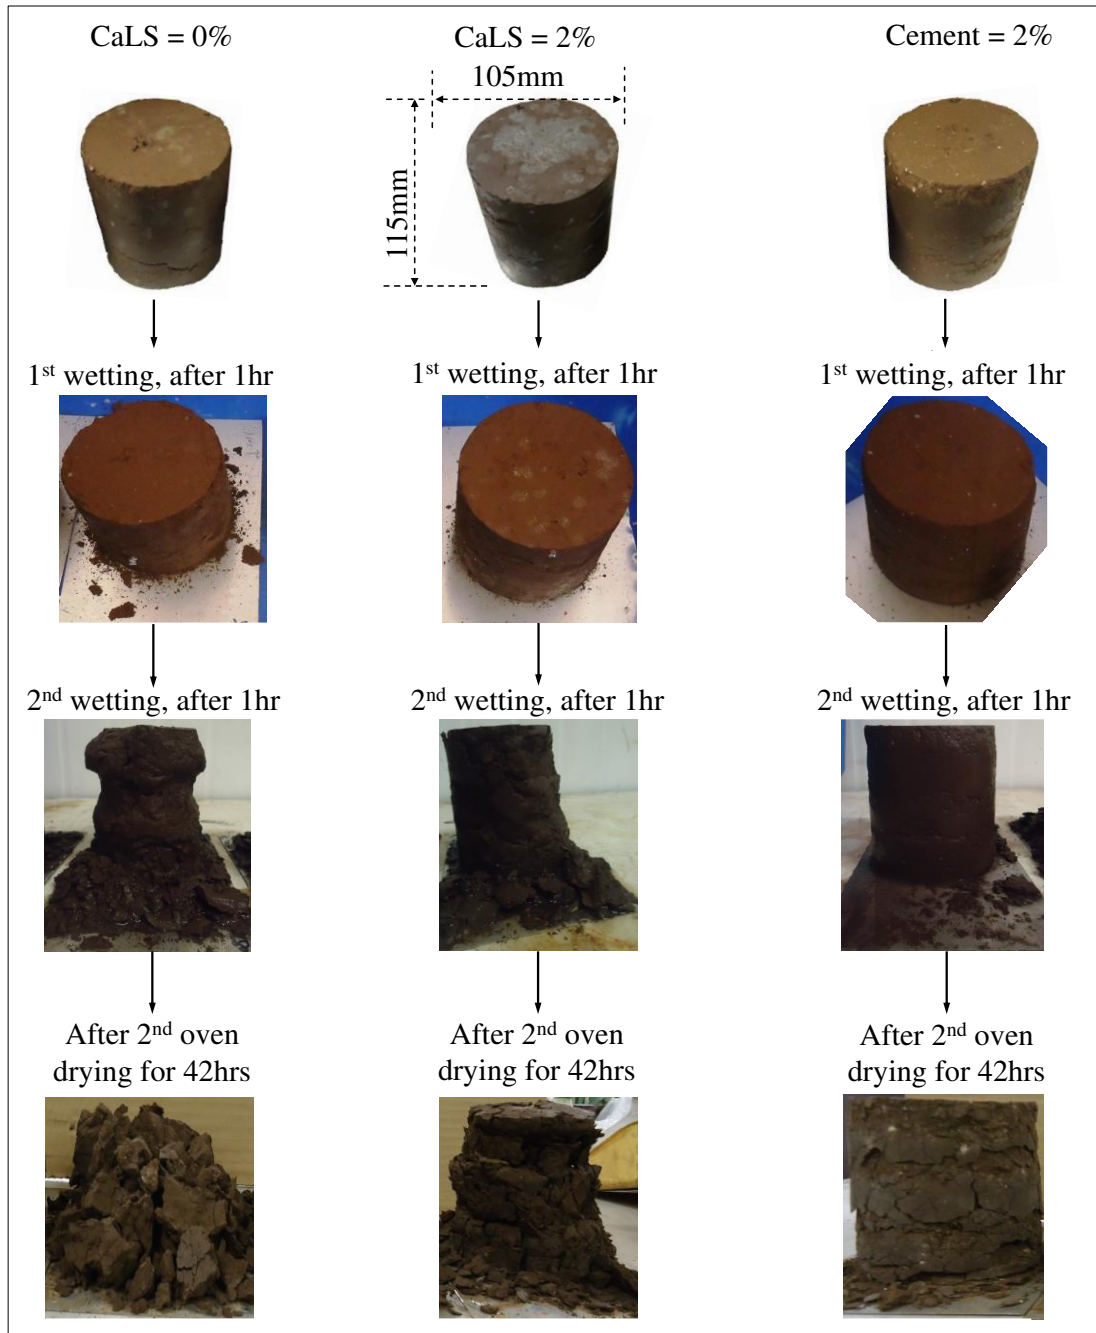 CaLS = 0%
CaLS = 2%
Cement = 2%
105mm
115mm
1st wetting, after 1hr
1st wetting, after 1hr
1st wetting, after 1hr
2nd wetting, after 1hr
2nd wetting, after 1hr
2nd wetting, after 1hr
After 2nd oven
drying for 42hrs
After 2nd oven
drying for 42hrs
After 2nd oven
drying for 42hrs